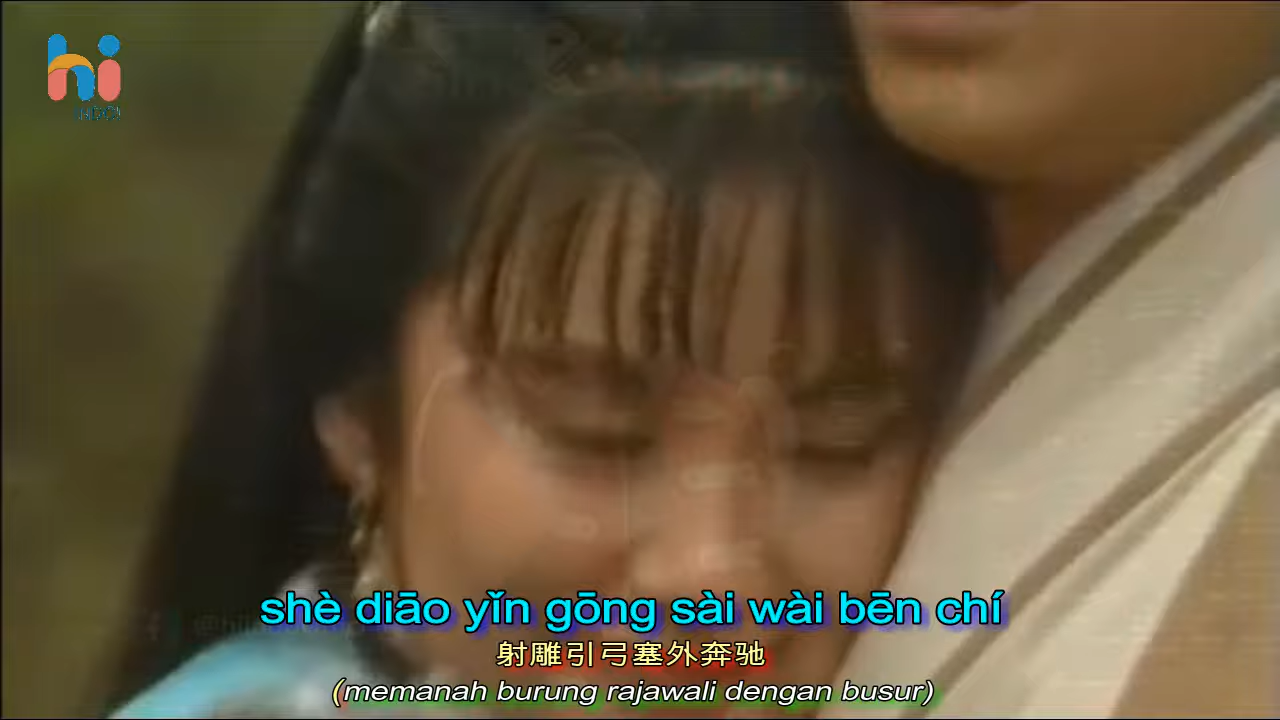 hi
shè diāo yǐn gōng sài wài bēn chí
射雕引弓塞外奔驰
(memanah burung rajawali dengan busur)